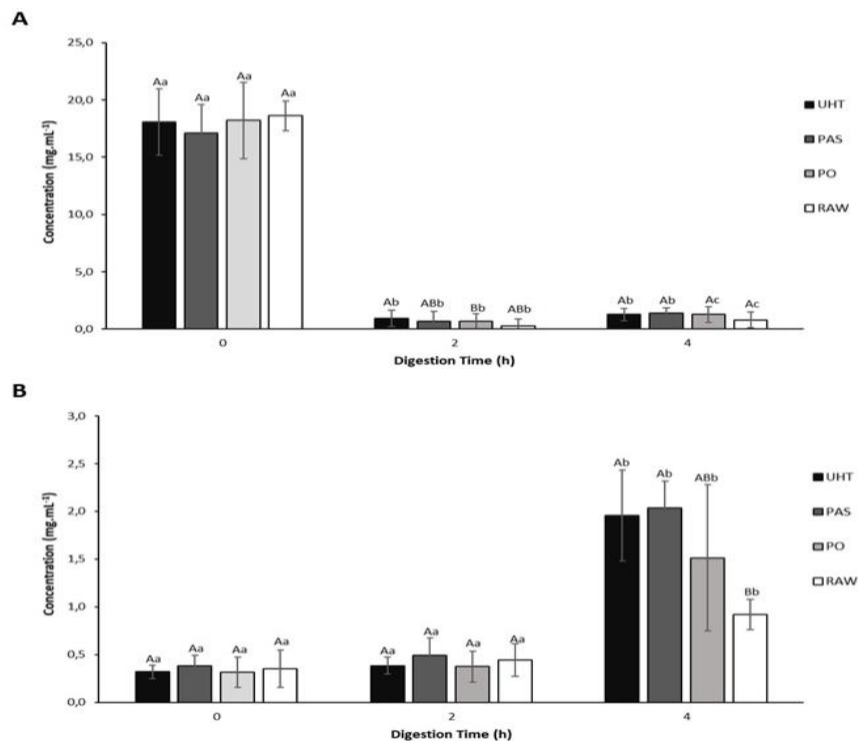 A
25,0
20,0
15,0
10,0
5,0
0,0
Concentration (mg.mL-1)
Aa Aa Aa Aa
Ab ABb Bb ABb
Ab Ab Ac Ac
0 2 4
Digestion Time (h)
UHT
PAS
PO
RAW
B
3,0
2,5
2,0
1,5
1,0
0,5
0,0
Concentration (mg.mL-1)
Aa Aa Aa Aa
Aa Aa Aa Aa
Ab Ab ABb Bb
0 2 4
Digestion Time (h)
UHT
PAS
PO
RAW